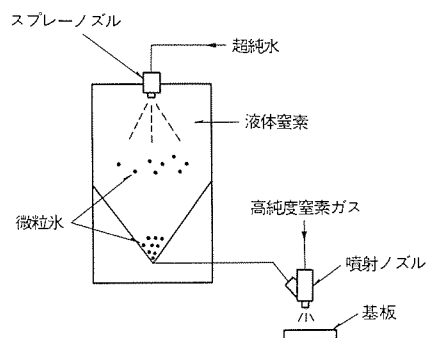 スプレーノズル
超純水
液体窒素
微粒氷
高純度窒素ガス
噴射ノズル
基板